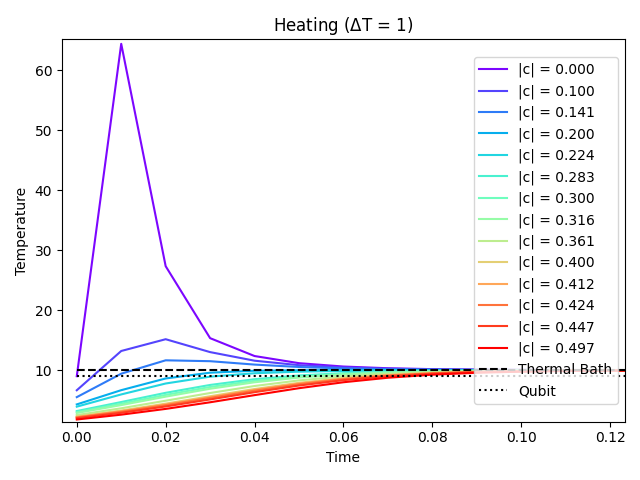 Heating (ΔT = 1)
Temperature
60
50
40
30
20
10
0.00
0.02
0.04
0.06
0.08
0.10
0.12
Time
|c| = 0.000
|c| = 0.100
|c| = 0.141
|c| = 0.200
|c| = 0.224
|c| = 0.283
|c| = 0.300
|c| = 0.316
|c| = 0.361
|c| = 0.400
|c| = 0.412
|c| = 0.424
|c| = 0.447
|c| = 0.497
Thermal Bath
Qubit